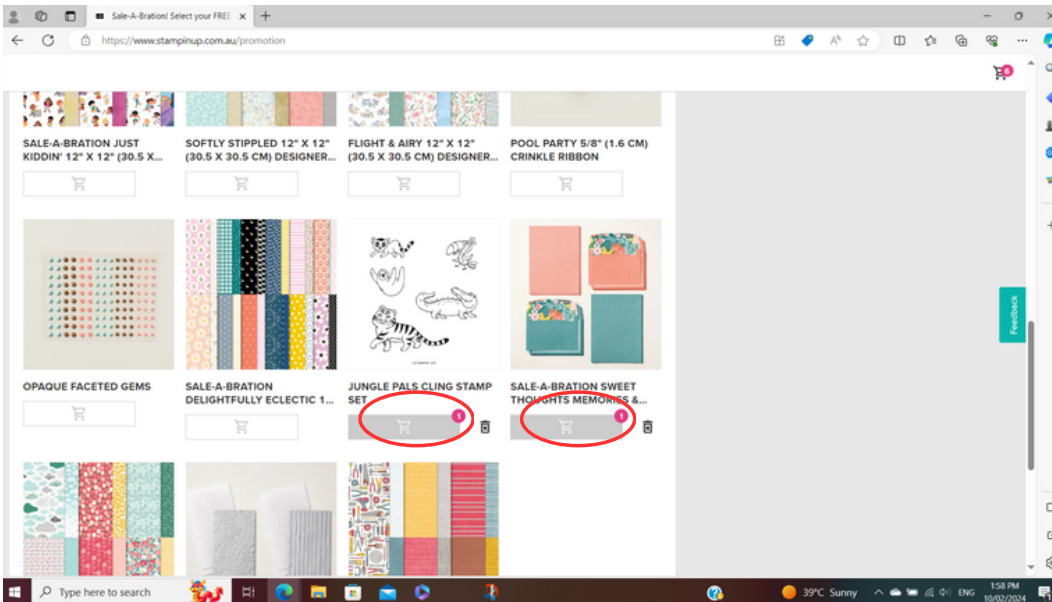 Sale-A-Bration! Select your FREE
https://www.stampinup.com.au/promotion
6
SALE-A-BRATION JUST
KIDDIN' 12" X 12" (30.5 X...
SOFTLY STIPPLED 12" X 12"
(30.5 X 30.5 CM) DESIGNER...
FLIGHT & AIRY 12" X 12"
(30.5 X 30.5 CM) DESIGNER...
POOL PARTY 5/8" (1.6 CM)
CRINKLE RIBBON
Feedback
OPAQUE FACETED GEMS
SALE-A-BRATION
DELIGHTFULLY ECLECTIC 1...
JUNGLE PALS CLING STAMP
SET
1
SALE-A-BRATION SWEET
THOUGHTS MEMORIES &...
1
Type here to search
39°C Sunny
ENG
1:58 PM
10/02/2024